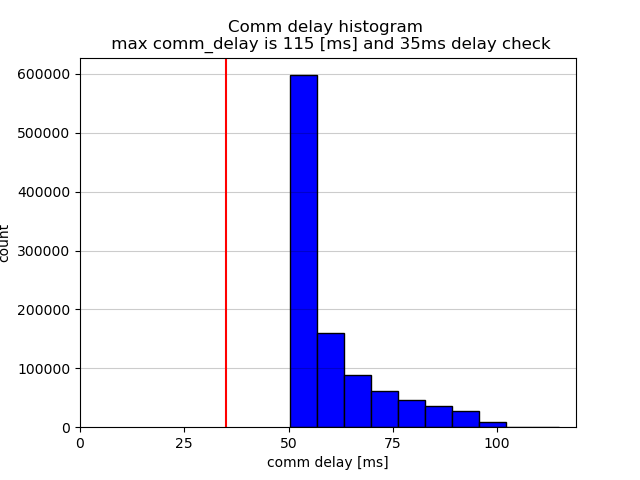 Comm delay histogram
max comm_delay is 115 [ms] and 35ms delay check
600000
500000
400000
300000
200000
100000
0
count
0 25 50 75 100
comm delay [ms]